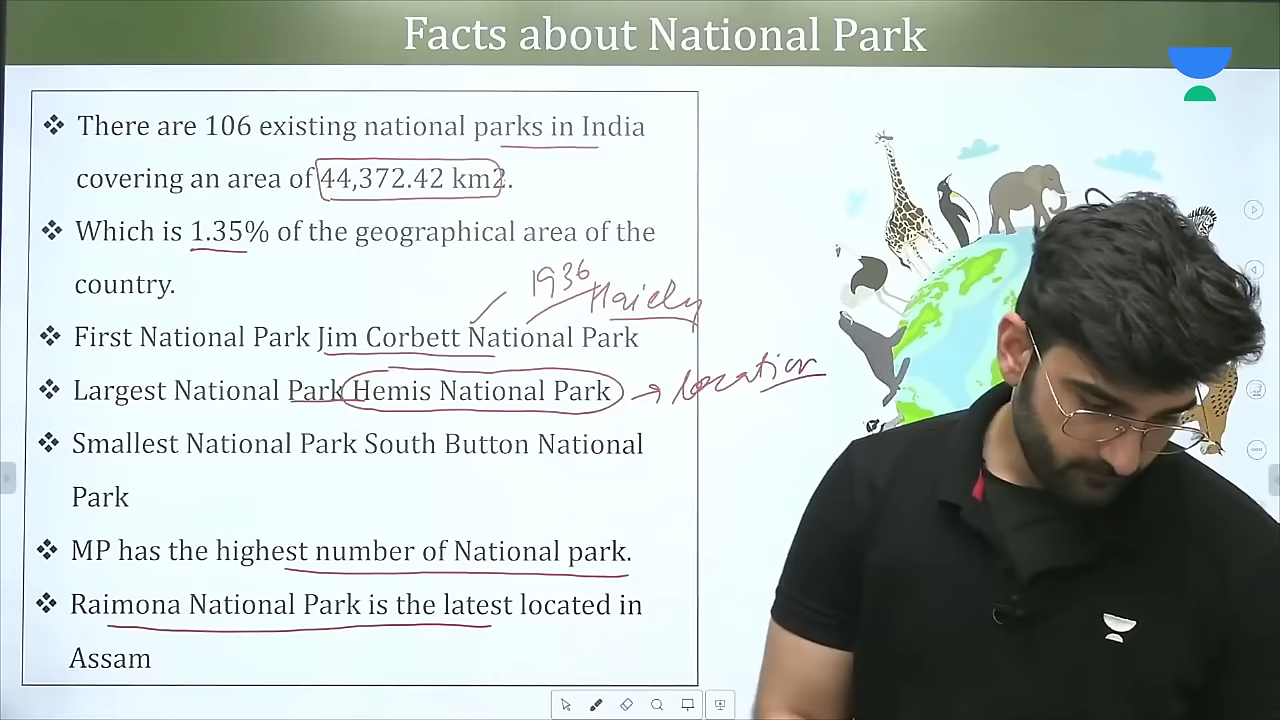 Facts about National Park
❖ There are 106 existing national parks in India
covering an area of 44,372.42 km2.
❖ Which is 1.35% of the geographical area of the
country.
1936
Haiely
❖ First National Park Jim Corbett National Park
❖ Largest National Park Hemis National Park → location
❖ Smallest National Park South Button National
Park
❖ MP has the highest number of National park.
❖ Raimona National Park is the latest located in
Assam